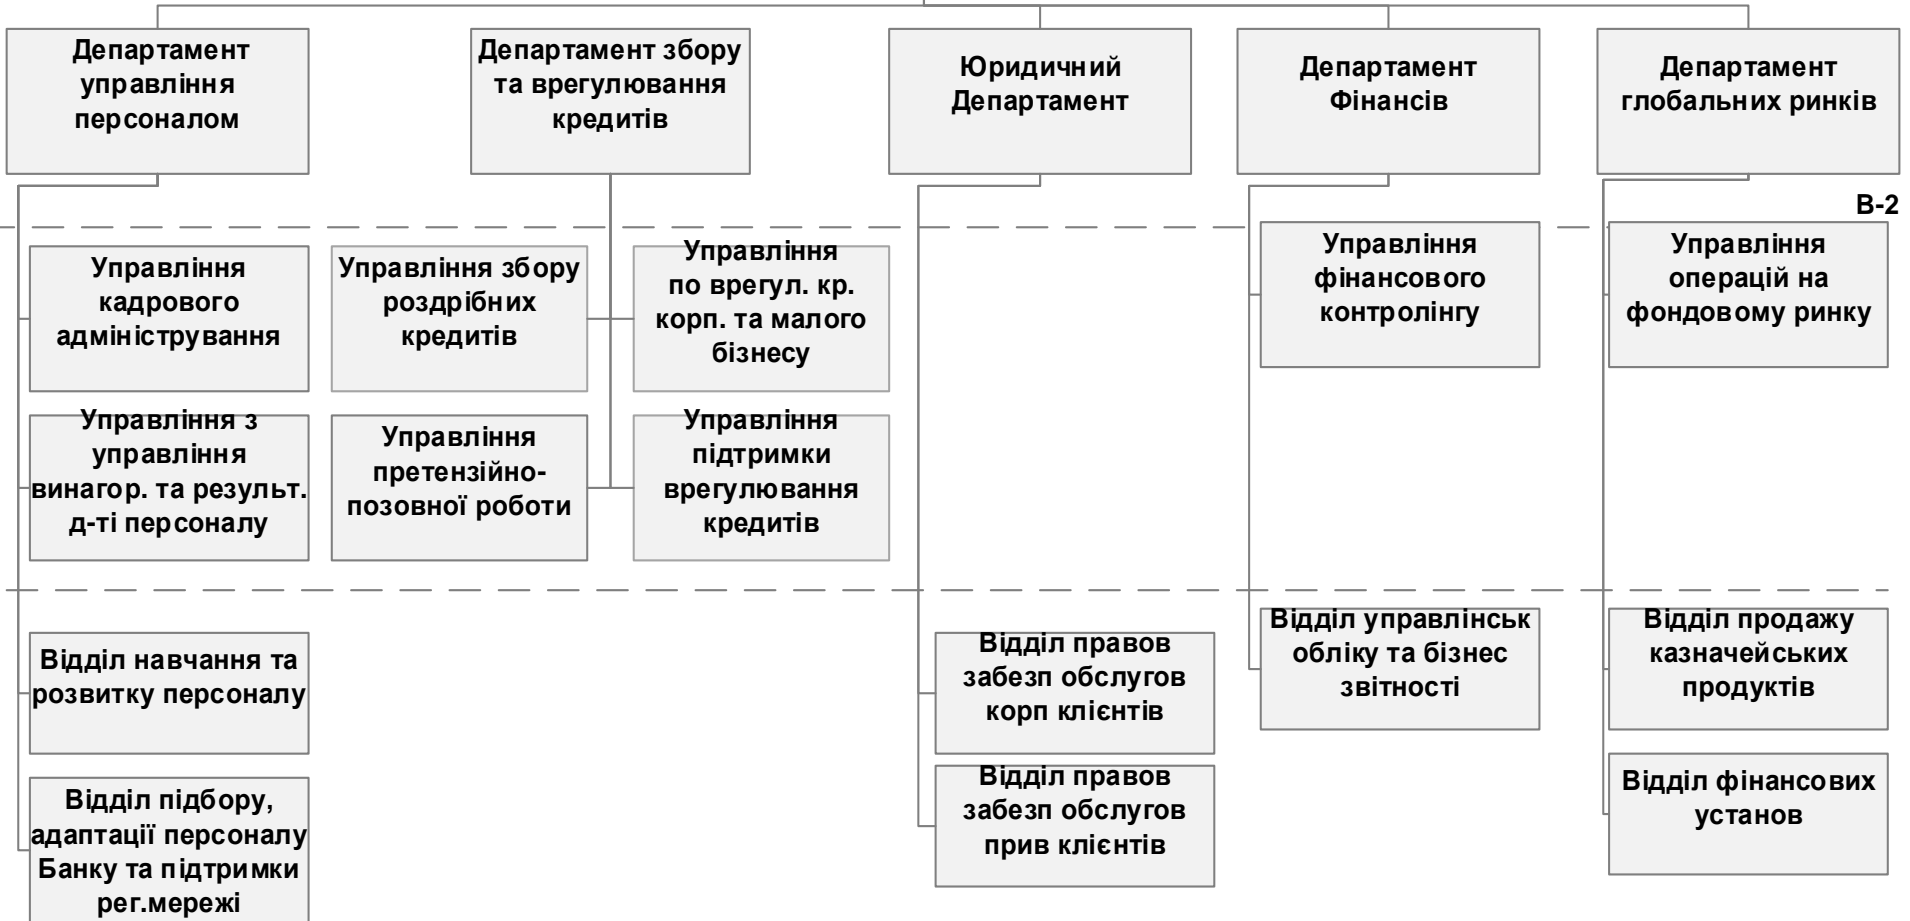 Департамент
управління
персоналом
Департамент збору
та врегулювання
кредитів
Юридичний
Департамент
Департамент
Фінансів
Департамент
глобальних ринків
В-2
Управління
кадрового
адміністрування
Управління збору
роздрібних
кредитів
Управління
по врегул. кр.
корп. та малого
бізнесу
Управління
фінансового
контролінгу
Управління
операцій на
фондовому ринку
Управління з
управління
винагор. та результ.
д-ті персоналу
Управління
претензійно-
позовної роботи
Управління
підтримки
врегулювання
кредитів
Відділ навчання та
розвитку персоналу
Відділ правов
забезп обслугов
корп клієнтів
Відділ управлінськ
обліку та бізнес
звітності
Відділ продажу
казначейських
продуктів
Відділ підбору,
адаптації персоналу
Банку та підтримки
рег.мережі
Відділ правов
забезп обслугов
прив клієнтів
Відділ фінансових
установ